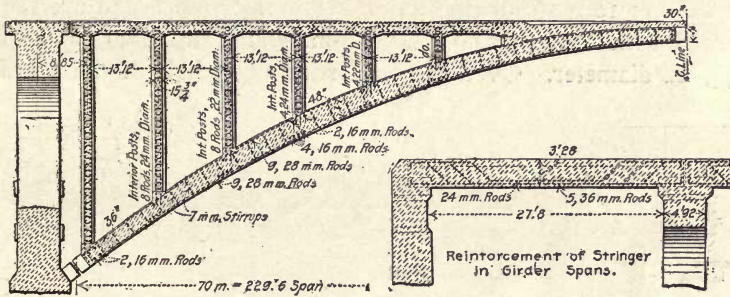 30"
8.85
13'12
13'12
13'12
13'12
13'12
do.
¢ Line
15 3/4"
Interior Posts,
8 Rods, 24 mm. Diam.
Int. Posts,
8 Rods, 22 mm. Diam.
Int. Posts,
4, 24 mm. Diam.
Int. Posts,
4, 22 mm. D.
48"
2, 16 mm. Rods
4, 16 mm. Rods
9, 28 mm. Rods
9, 28 mm. Rods
36"
7 mm. Stirrups
2, 16 mm. Rods
70 m. = 229'.6 Span
3'28
24 mm. Rods
5, 36 mm. Rods
27'8
4.92
Reintorcement of Stringer
in Girder Spans.